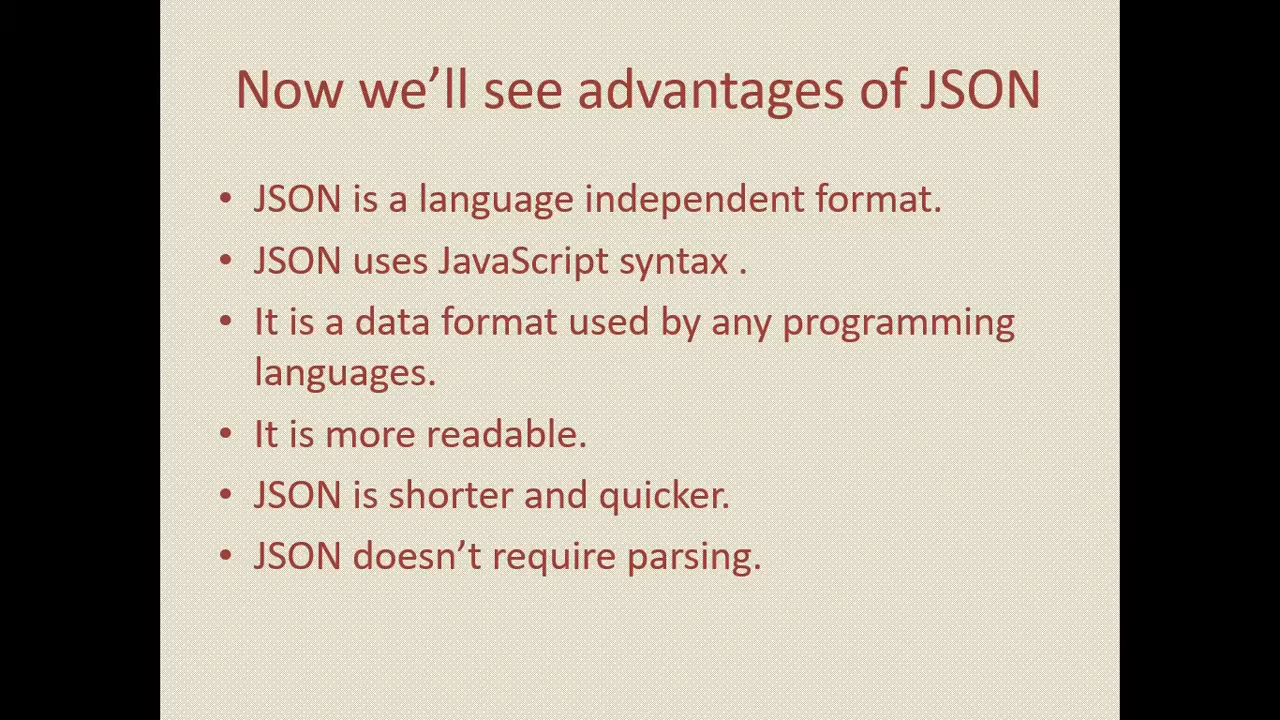 Now we’ll see advantages of JSON
• JSON is a language independent format.
• JSON uses JavaScript syntax .
• It is a data format used by any programming
languages.
• It is more readable.
• JSON is shorter and quicker.
• JSON doesn’t require parsing.